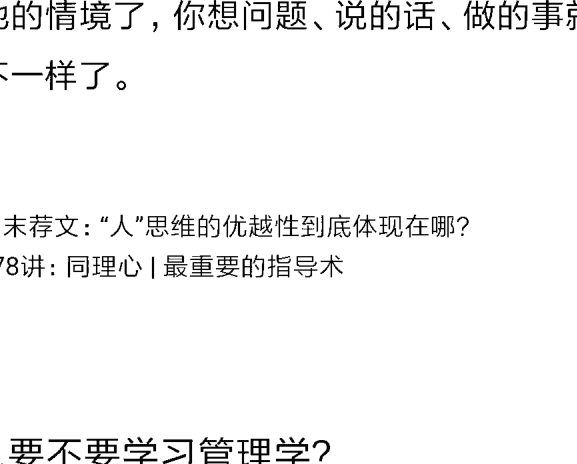 的情境了，你想问题、说的话、做的事
不一样了。
末荐文：“人”思维的优越性到底体现在哪？
78讲：同理心 | 最重要的指导术
要不要学习管理学？